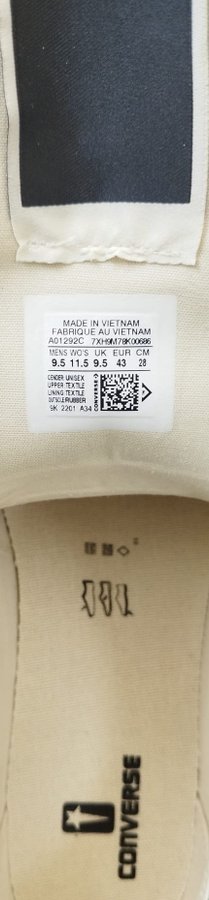 MADE IN VIETNAM
FABRIQUE AU VIETNAM
A01292C 7XH9M78K00686
MENS WO'S UK EUR CM
9.5 11.5 9.5 43 28
GENDER UNISEX
UPPER TEXTILE
LINING TEXTILE
OUTSOLE RUBBER
9K 2201 A34
CONVERSE
CONVERSE